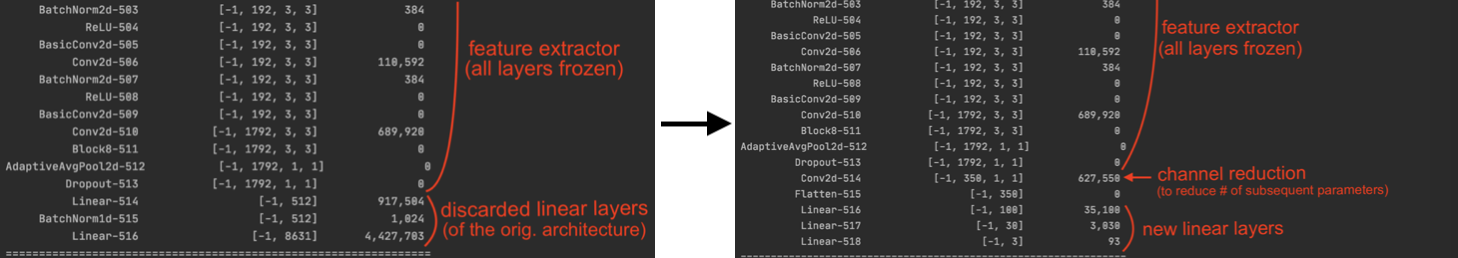 BatchNorm2d-503 [-1, 192, 3, 3] 384
ReLU-504 [-1, 192, 3, 3] 0
BasicConv2d-505 [-1, 192, 3, 3] 0
Conv2d-506 [-1, 192, 3, 3] 110,592
BatchNorm2d-507 [-1, 192, 3, 3] 384
ReLU-508 [-1, 192, 3, 3] 0
BasicConv2d-509 [-1, 192, 3, 3] 0
Conv2d-510 [-1, 1792, 3, 3] 689,920
Block8-511 [-1, 1792, 3, 3] 0
AdaptiveAvgPool2d-512 [-1, 1792, 1, 1] 0
Dropout-513 [-1, 1792, 1, 1] 0
Linear-514 [-1, 512] 917,504
BatchNorm1d-515 [-1, 512] 1,024
Linear-516 [-1, 8631] 4,427,703
================================================================
feature extractor
(all layers frozen)
discarded linear layers
(of the orig. architecture)
BatchNorm2d-503 [-1, 192, 3, 3] 384
ReLU-504 [-1, 192, 3, 3] 0
BasicConv2d-505 [-1, 192, 3, 3] 0
Conv2d-506 [-1, 192, 3, 3] 110,592
BatchNorm2d-507 [-1, 192, 3, 3] 384
ReLU-508 [-1, 192, 3, 3] 0
BasicConv2d-509 [-1, 192, 3, 3] 0
Conv2d-510 [-1, 1792, 3, 3] 689,920
Block8-511 [-1, 1792, 3, 3] 0
AdaptiveAvgPool2d-512 [-1, 1792, 1, 1] 0
Dropout-513 [-1, 1792, 1, 1] 0
Conv2d-514 [-1, 350, 1, 1] 627,550
Flatten-515 [-1, 350] 0
Linear-516 [-1, 100] 35,100
Linear-517 [-1, 30] 3,030
Linear-518 [-1, 3] 93
================================================================
feature extractor
(all layers frozen)
channel reduction
(to reduce # of subsequent parameters)
new linear layers